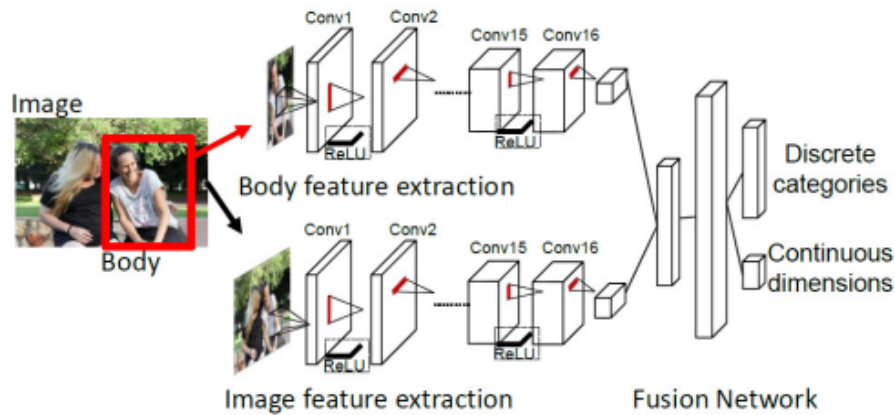 Image
Body
Conv1
Conv2
Conv15
Conv16
ReLU
ReLU
Body feature extraction
Conv1
Conv2
Conv15
Conv16
ReLU
ReLU
Image feature extraction
Discrete
categories
Continuous
dimensions
Fusion Network